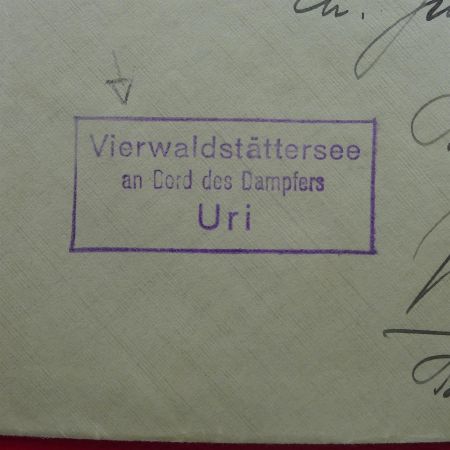 Vierwaldstättersee
an Bord des Dampfers
Uri